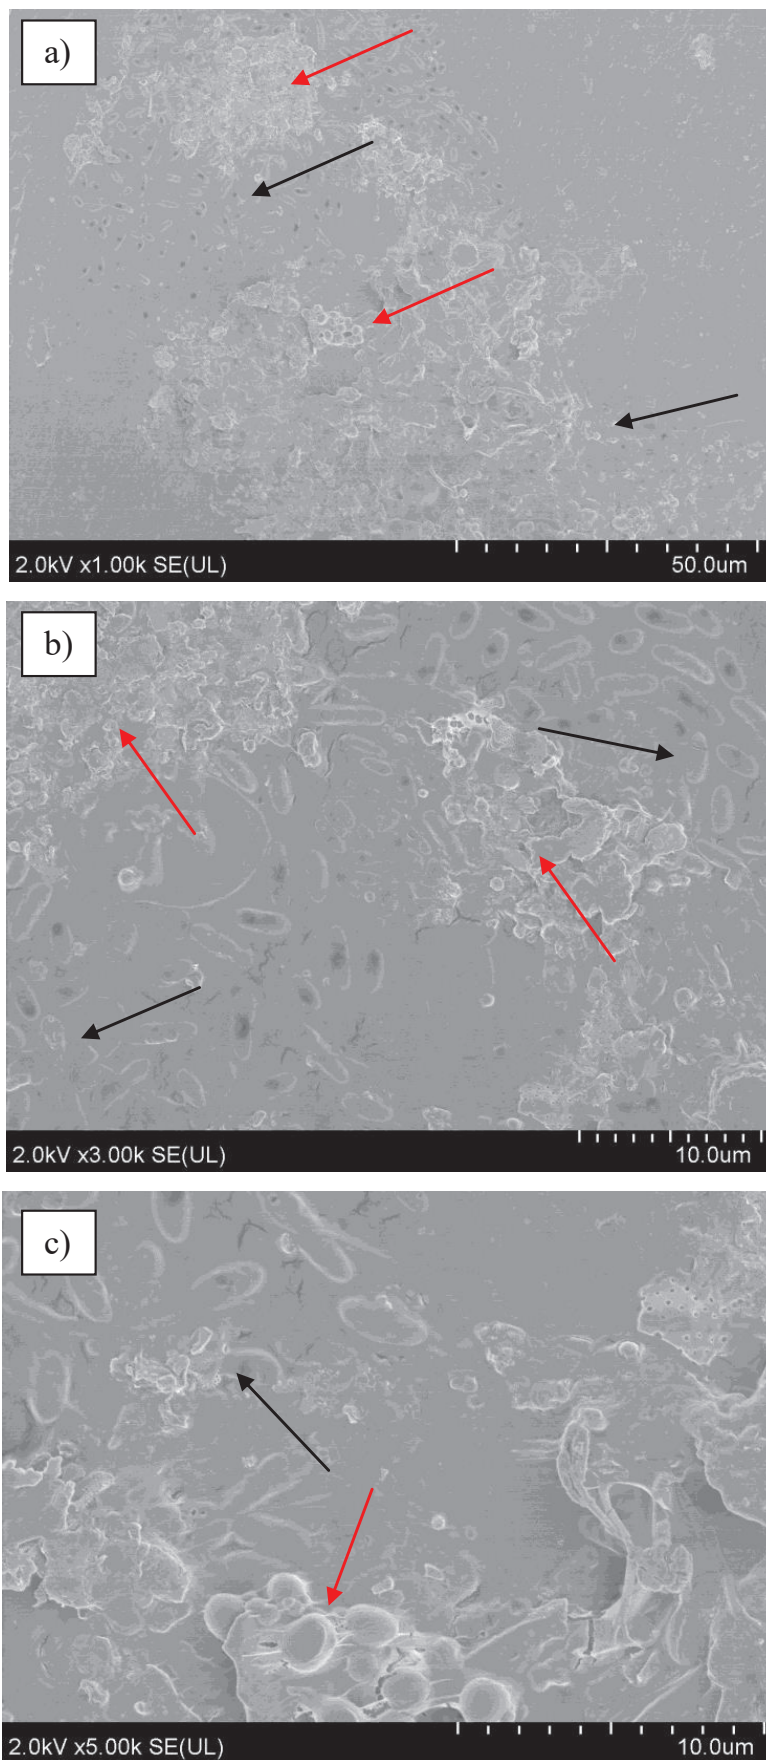 a)
2.0kV x1.00k SE(UL)
50.0um
b)
2.0kV x3.00k SE(UL)
10.0um
c)
2.0kV x5.00k SE(UL)
10.0um